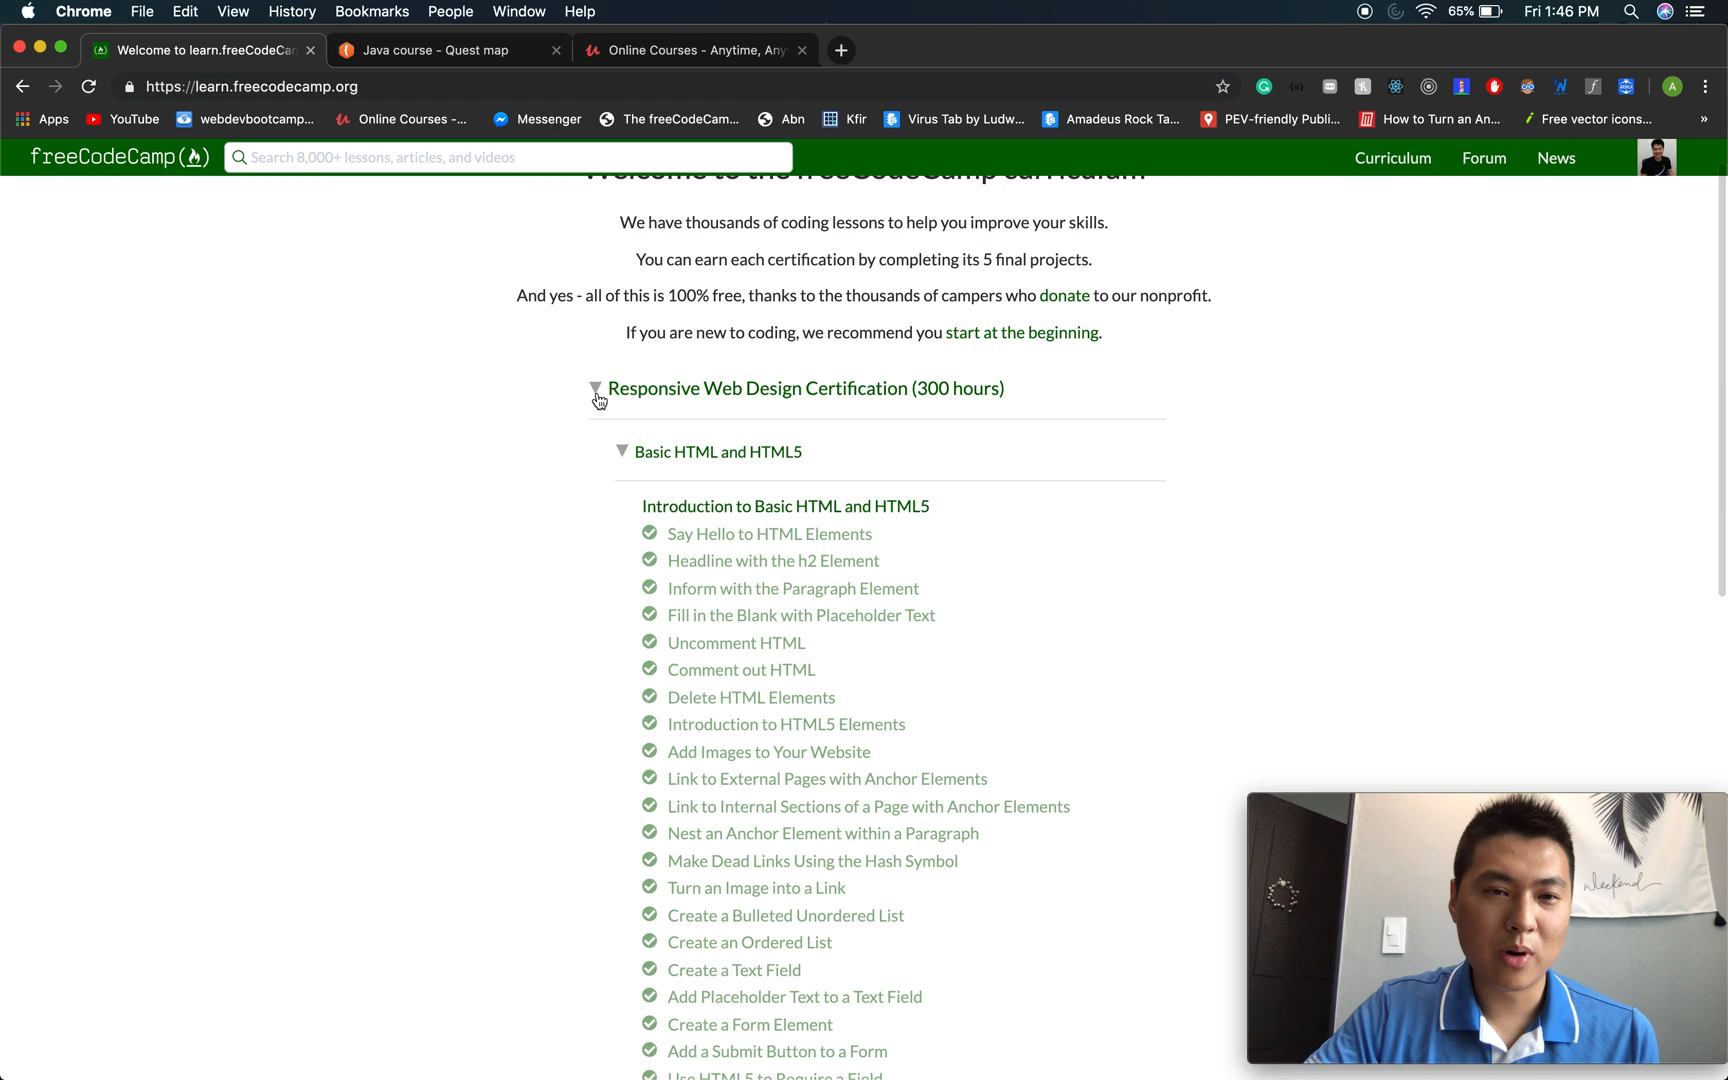 Chrome File Edit View History Bookmarks People Window Help 65% Fri 1:46 PM
Welcome to learn.freeCodeCa Java course - Quest map Online Courses - Anytime, Any
https://learn.freecodecamp.org A
Apps YouTube webdevbootcamp... Online Courses -... Messenger The freeCodeCam... Abn Kfir Virus Tab by Ludw... Amadeus Rock Ta... PEV-friendly Publi... How to Turn an An... Free vector icons... »
freeCodeCamp Search 8,000+ lessons, articles, and videos Curriculum Forum News
Welcome to the freeCodeCamp curriculum
We have thousands of coding lessons to help you improve your skills.
You can earn each certification by completing its 5 final projects.
And yes - all of this is 100% free, thanks to the thousands of campers who donate to our nonprofit.
If you are new to coding, we recommend you start at the beginning.
Responsive Web Design Certification (300 hours)
Basic HTML and HTML5
Introduction to Basic HTML and HTML5
Say Hello to HTML Elements
Headline with the h2 Element
Inform with the Paragraph Element
Fill in the Blank with Placeholder Text
Uncomment HTML
Comment out HTML
Delete HTML Elements
Introduction to HTML5 Elements
Add Images to Your Website
Link to External Pages with Anchor Elements
Link to Internal Sections of a Page with Anchor Elements
Nest an Anchor Element within a Paragraph
Make Dead Links Using the Hash Symbol
Turn an Image into a Link
Create a Bulleted Unordered List
Create an Ordered List
Create a Text Field
Add Placeholder Text to a Text Field
Create a Form Element
Add a Submit Button to a Form
Use HTML5 to Require a Field
weekend